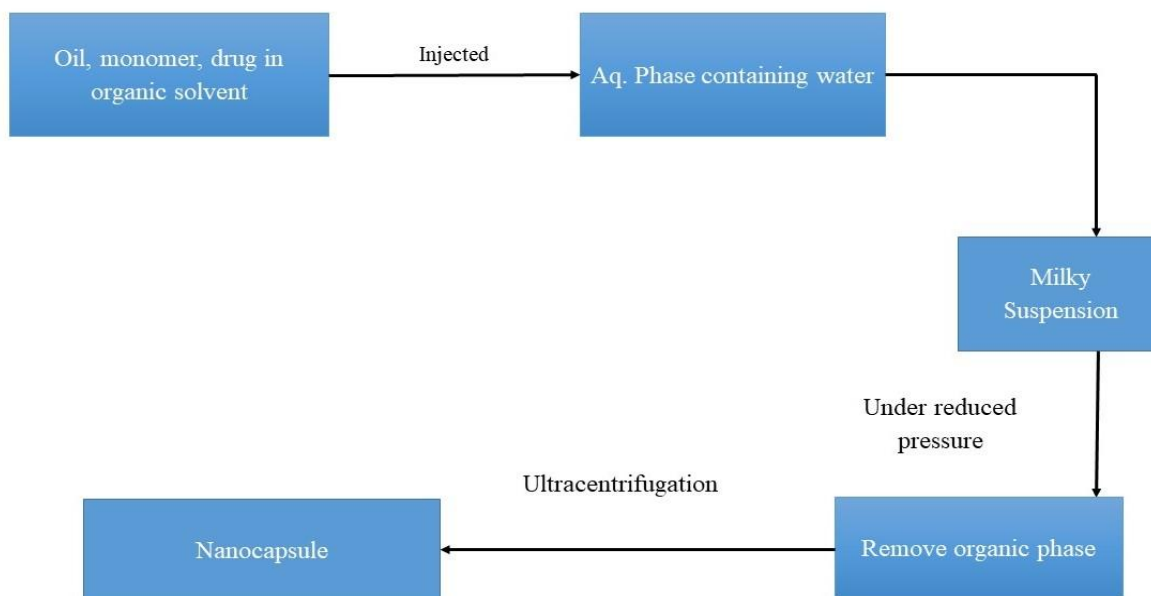 Oil, monomer, drug in
organic solvent
Injected
Aq. Phase containing water
Milky
Suspension
Under reduced
pressure
Remove organic phase
Ultracentrifugation
Nanocapsule